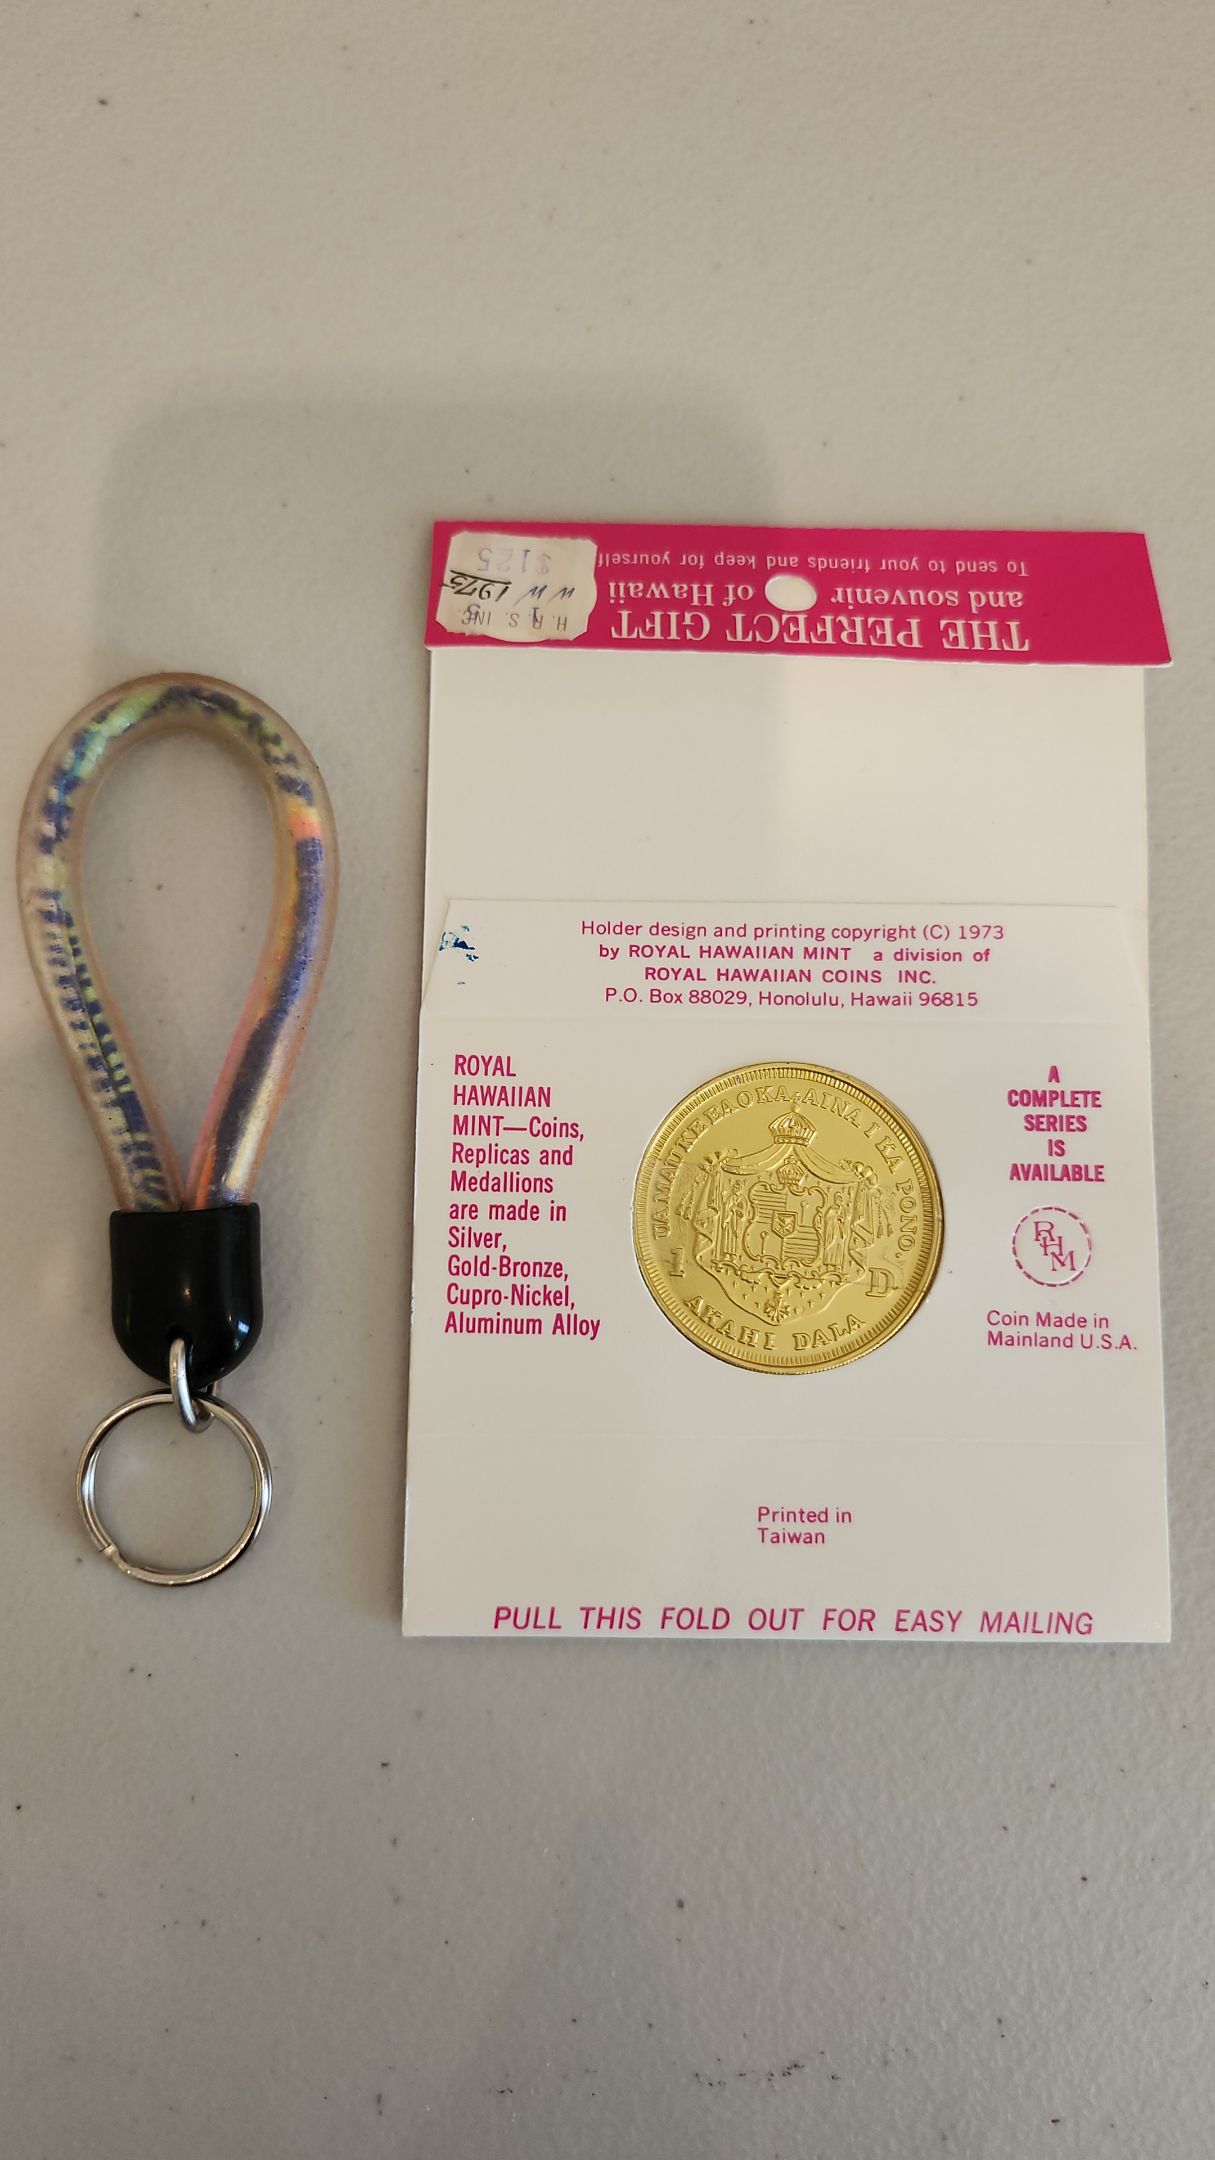 $125
W W 1975
H.R.S. INC.
THE PERFECT GIFT
and souvenir of Hawaii
To send to your friends and keep for yourself
Holder design and printing copyright (C) 1973
by ROYAL HAWAIIAN MINT a division of
ROYAL HAWAIIAN COINS INC.
P.O. Box 88029, Honolulu, Hawaii 96815
ROYAL
HAWAIIAN
MINT—Coins,
Replicas and
Medallions
are made in
Silver,
Gold-Bronze,
Cupro-Nickel,
Aluminum Alloy
UA MAU KE EA O KA AINA I KA PONO.
1 D
AKAHI DALA
A
COMPLETE
SERIES
IS
AVAILABLE
RHM
Coin Made in
Mainland U.S.A.
Printed in
Taiwan
PULL THIS FOLD OUT FOR EASY MAILING